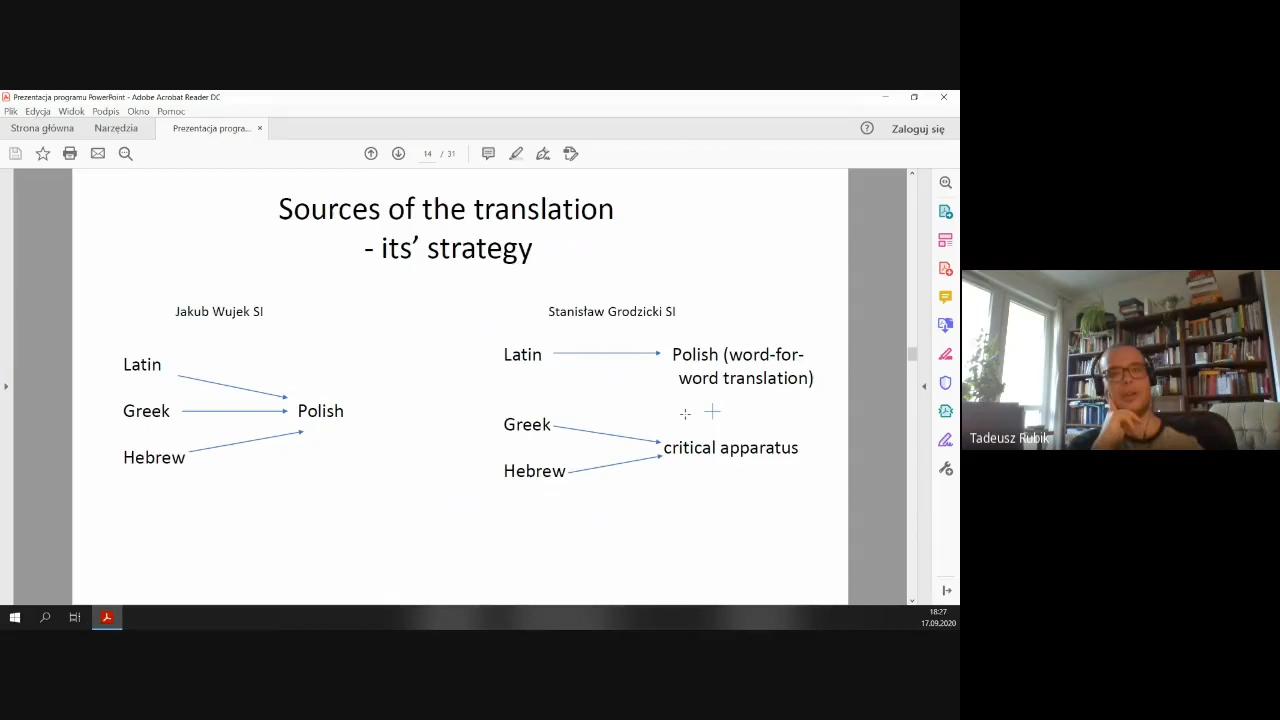 Prezentacja programu PowerPoint - Adobe Acrobat Reader DC
Plik Edycja Widok Podpis Okno Pomoc
Strona główna Narzędzia Prezentacja progra... × Zaloguj się
14 / 31
Sources of the translation
- its’ strategy
Jakub Wujek SI
Latin
Greek Polish
Hebrew
Stanisław Grodzicki SI
Latin Polish (word-for-
word translation)
+
Greek
critical apparatus
Hebrew
Tadeusz Rubik
18:27
17.09.2020